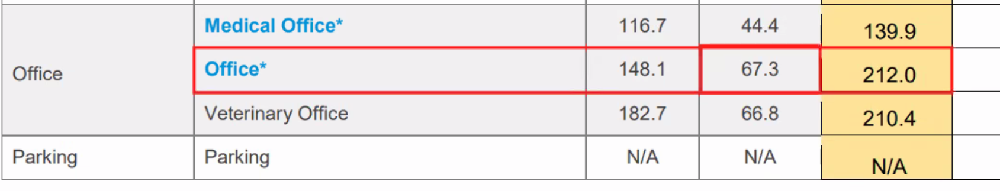 Medical Office* 116.7 44.4 139.9
Office Office* 148.1 67.3 212.0
Veterinary Office 182.7 66.8 210.4
Parking Parking N/A N/A N/A